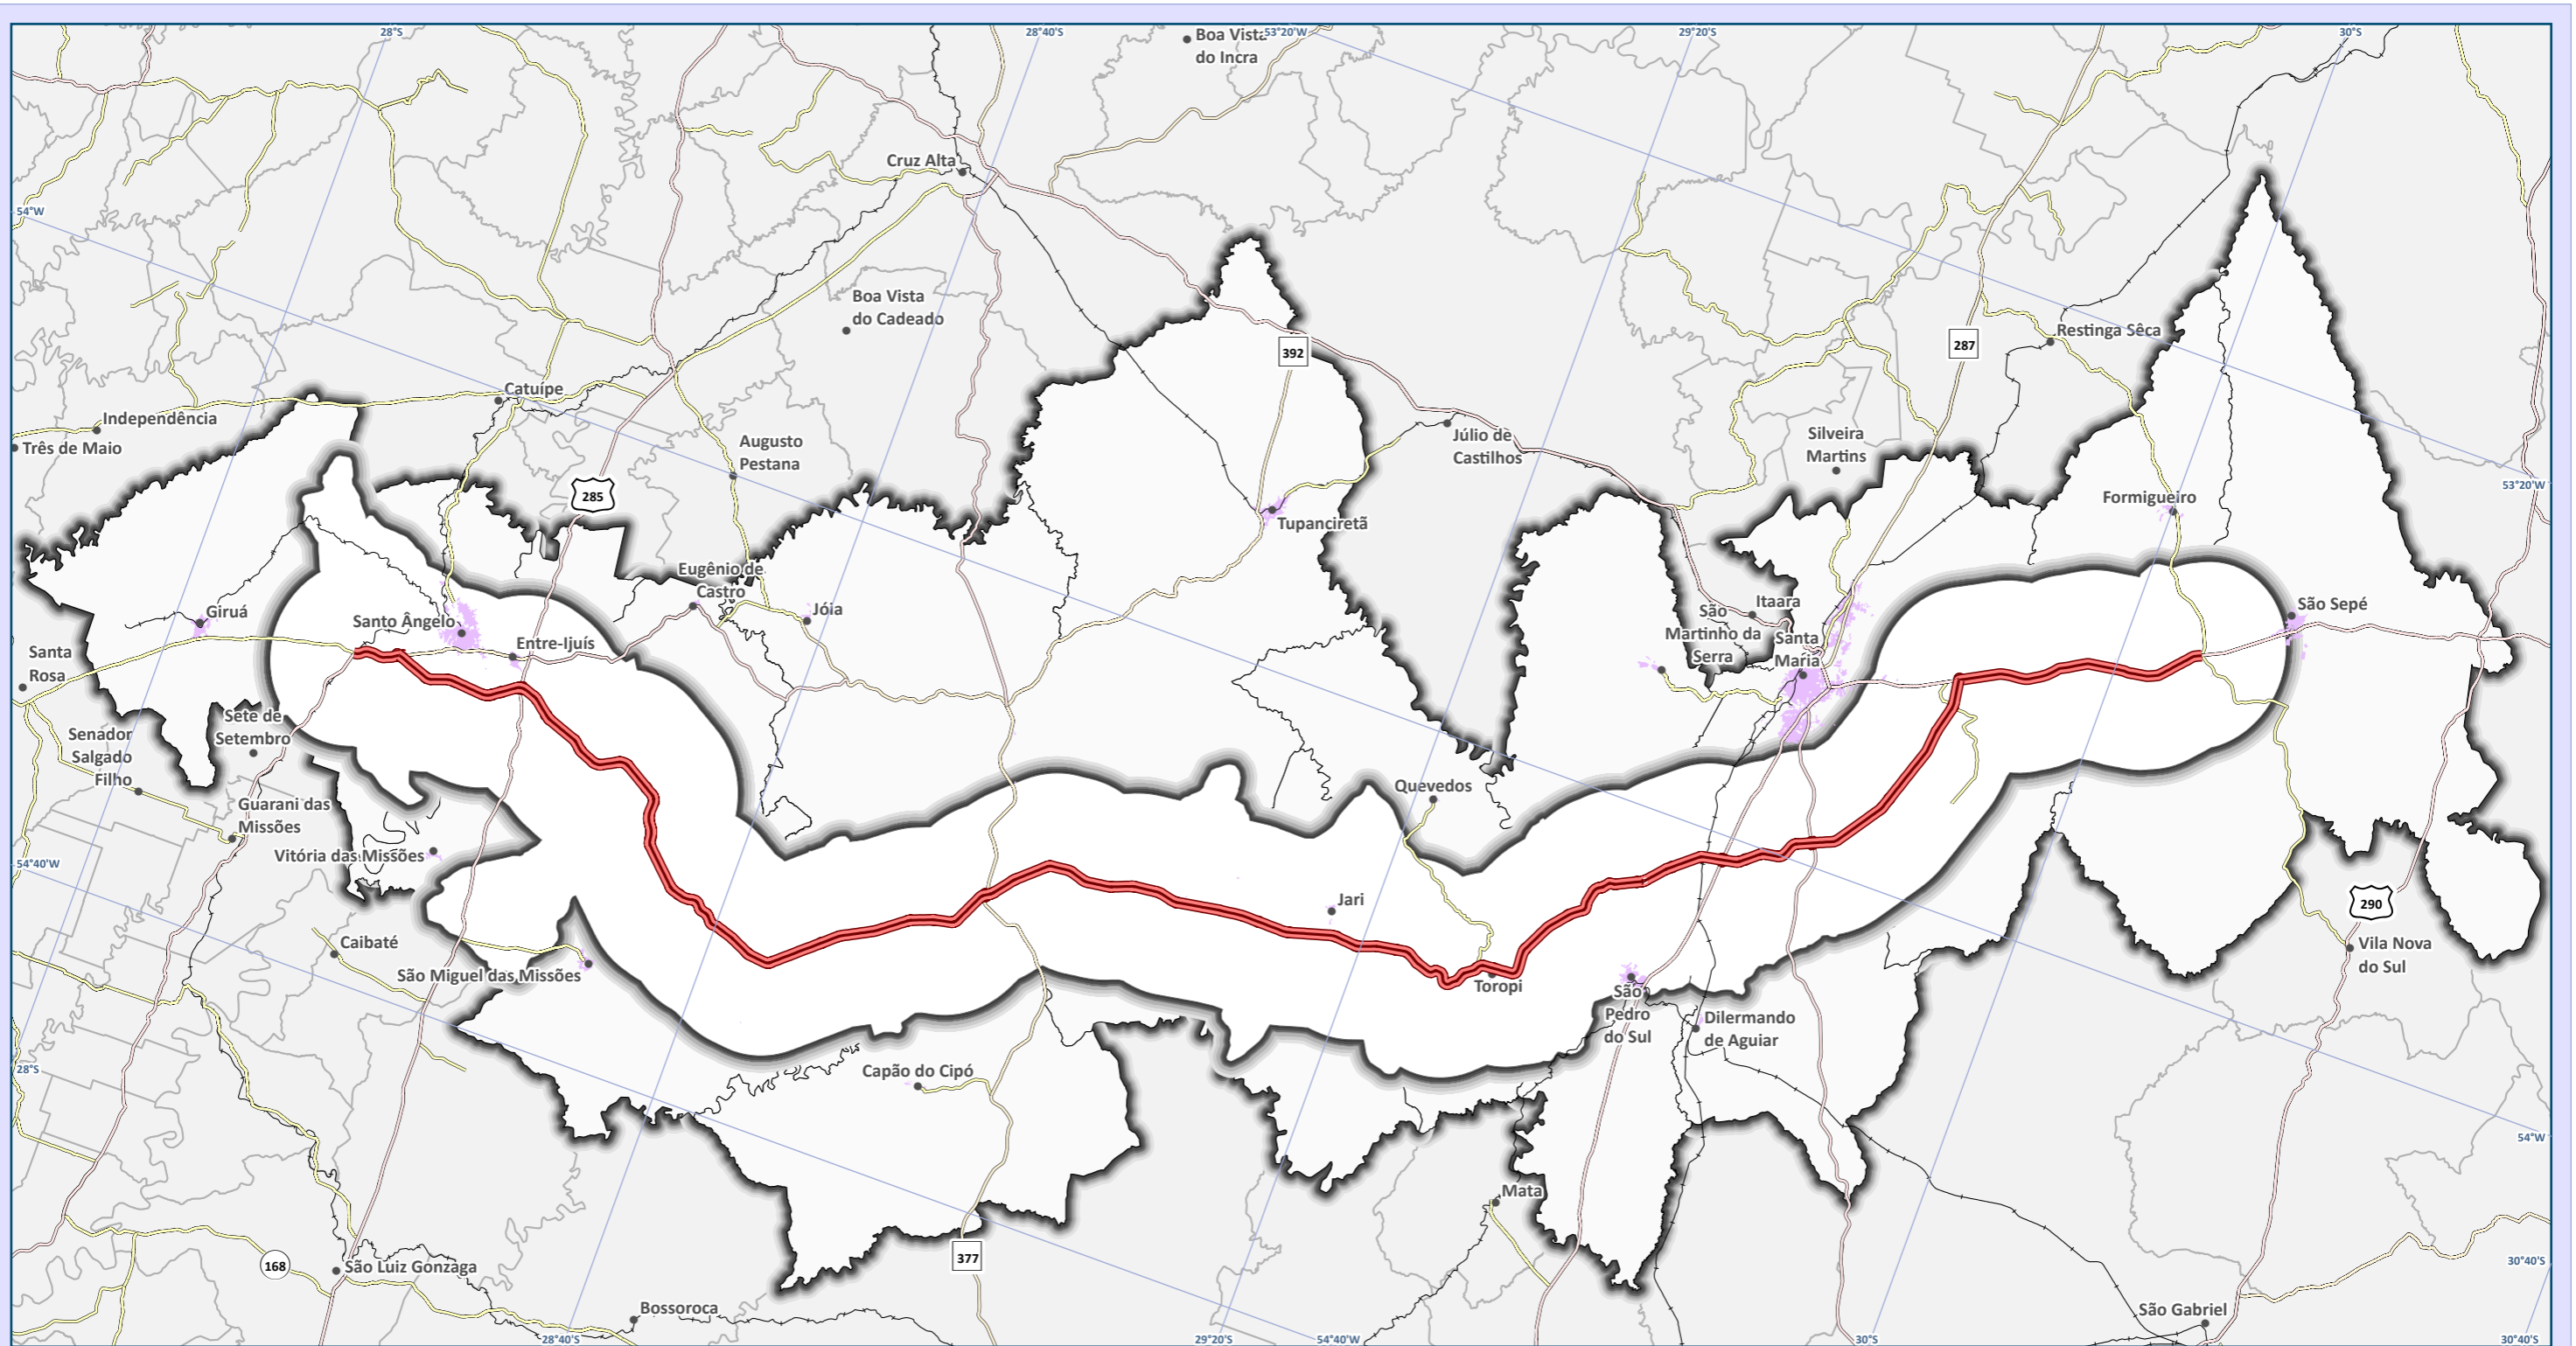 28°S
28°40'S
53°20'W
29°20'S
30°S
Boa Vista
do Incra
Cruz Alta
54°W
Boa Vista
do Cadeado
Restinga Sêca
287
392
Catuípe
Independência
Três de Maio
Augusto
Pestana
Júlio de
Castilhos
Silveira
Martins
53°20'W
285
Formigueiro
Tupanciretã
Eugênio de
Castro
Jóia
Giruá
Santo Ângelo
Entre-Ijuís
Itaara
São
Martinho da
Serra
Santa
Maria
São Sepé
Santa
Rosa
Sete de
Setembro
Senador
Salgado
Filho
Quevedos
Guarani das
Missões
Vitória das Missões
54°40'W
Jari
290
Caibaté
São Miguel das Missões
Vila Nova
do Sul
Toropi
São
Pedro
do Sul
Dilermando
de Aguiar
28°S
Capão do Cipó
54°W
Mata
377
168
São Luiz Gonzaga
30°40'S
Bossoroca
São Gabriel
28°40'S
29°20'S
54°40'W
30°S
30°40'S